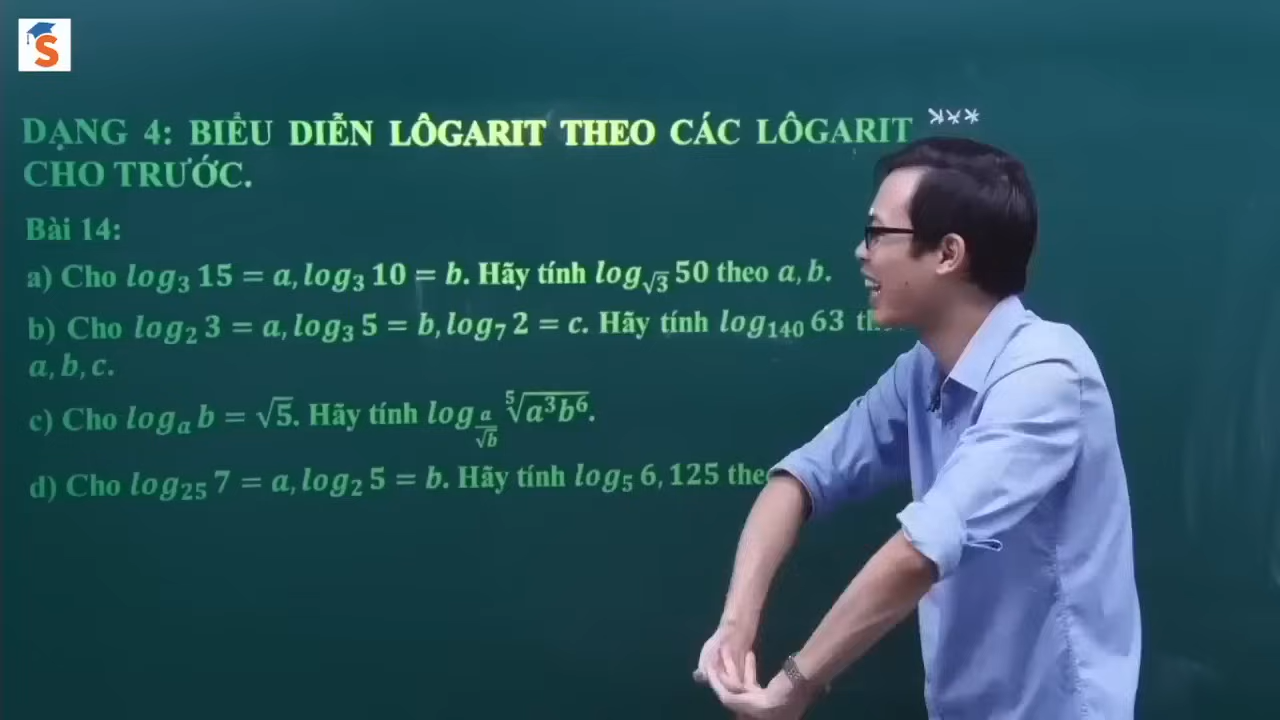 S
DẠNG 4: BIỂU DIỄN LÔGARIT THEO CÁC LÔGARIT ***
CHO TRƯỚC.
Bài 14:
a) Cho log₃ 15 = a, log₃ 10 = b. Hãy tính log_√3 50 theo a, b.
b) Cho log₂ 3 = a, log₃ 5 = b, log₇ 2 = c. Hãy tính log₁₄₀ 63
a, b, c.
c) Cho logₐ b = √5. Hãy tính log_(a/√b) ⁵√(a³b⁶).
d) Cho log₂₅ 7 = a, log₂ 5 = b. Hãy tính log₅ 6,125